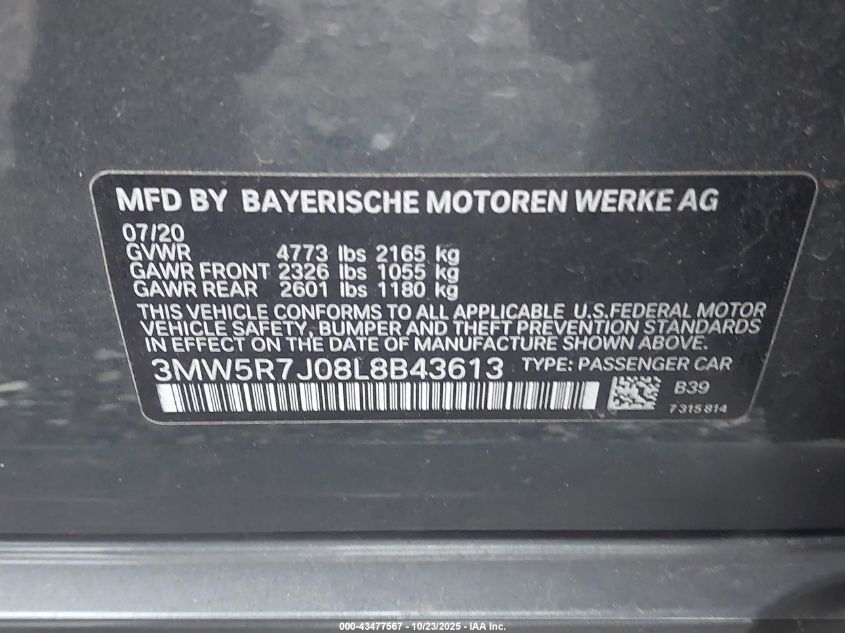 MFD BY BAYERISCHE MOTOREN WERKE AG
07/20
GVWR 4773 lbs 2165 kg
GAWR FRONT 2326 lbs 1055 kg
GAWR REAR 2601 lbs 1180 kg
THIS VEHICLE CONFORMS TO ALL APPLICABLE U.S.FEDERAL MOTOR
VEHICLE SAFETY, BUMPER AND THEFT PREVENTION STANDARDS
IN EFFECT ON THE DATE OF MANUFACTURE SHOWN ABOVE.
3MW5R7J08L8B43613 TYPE: PASSENGER CAR
B39
7 315 814
000-43477567 - 10/23/2025 - IAA Inc.